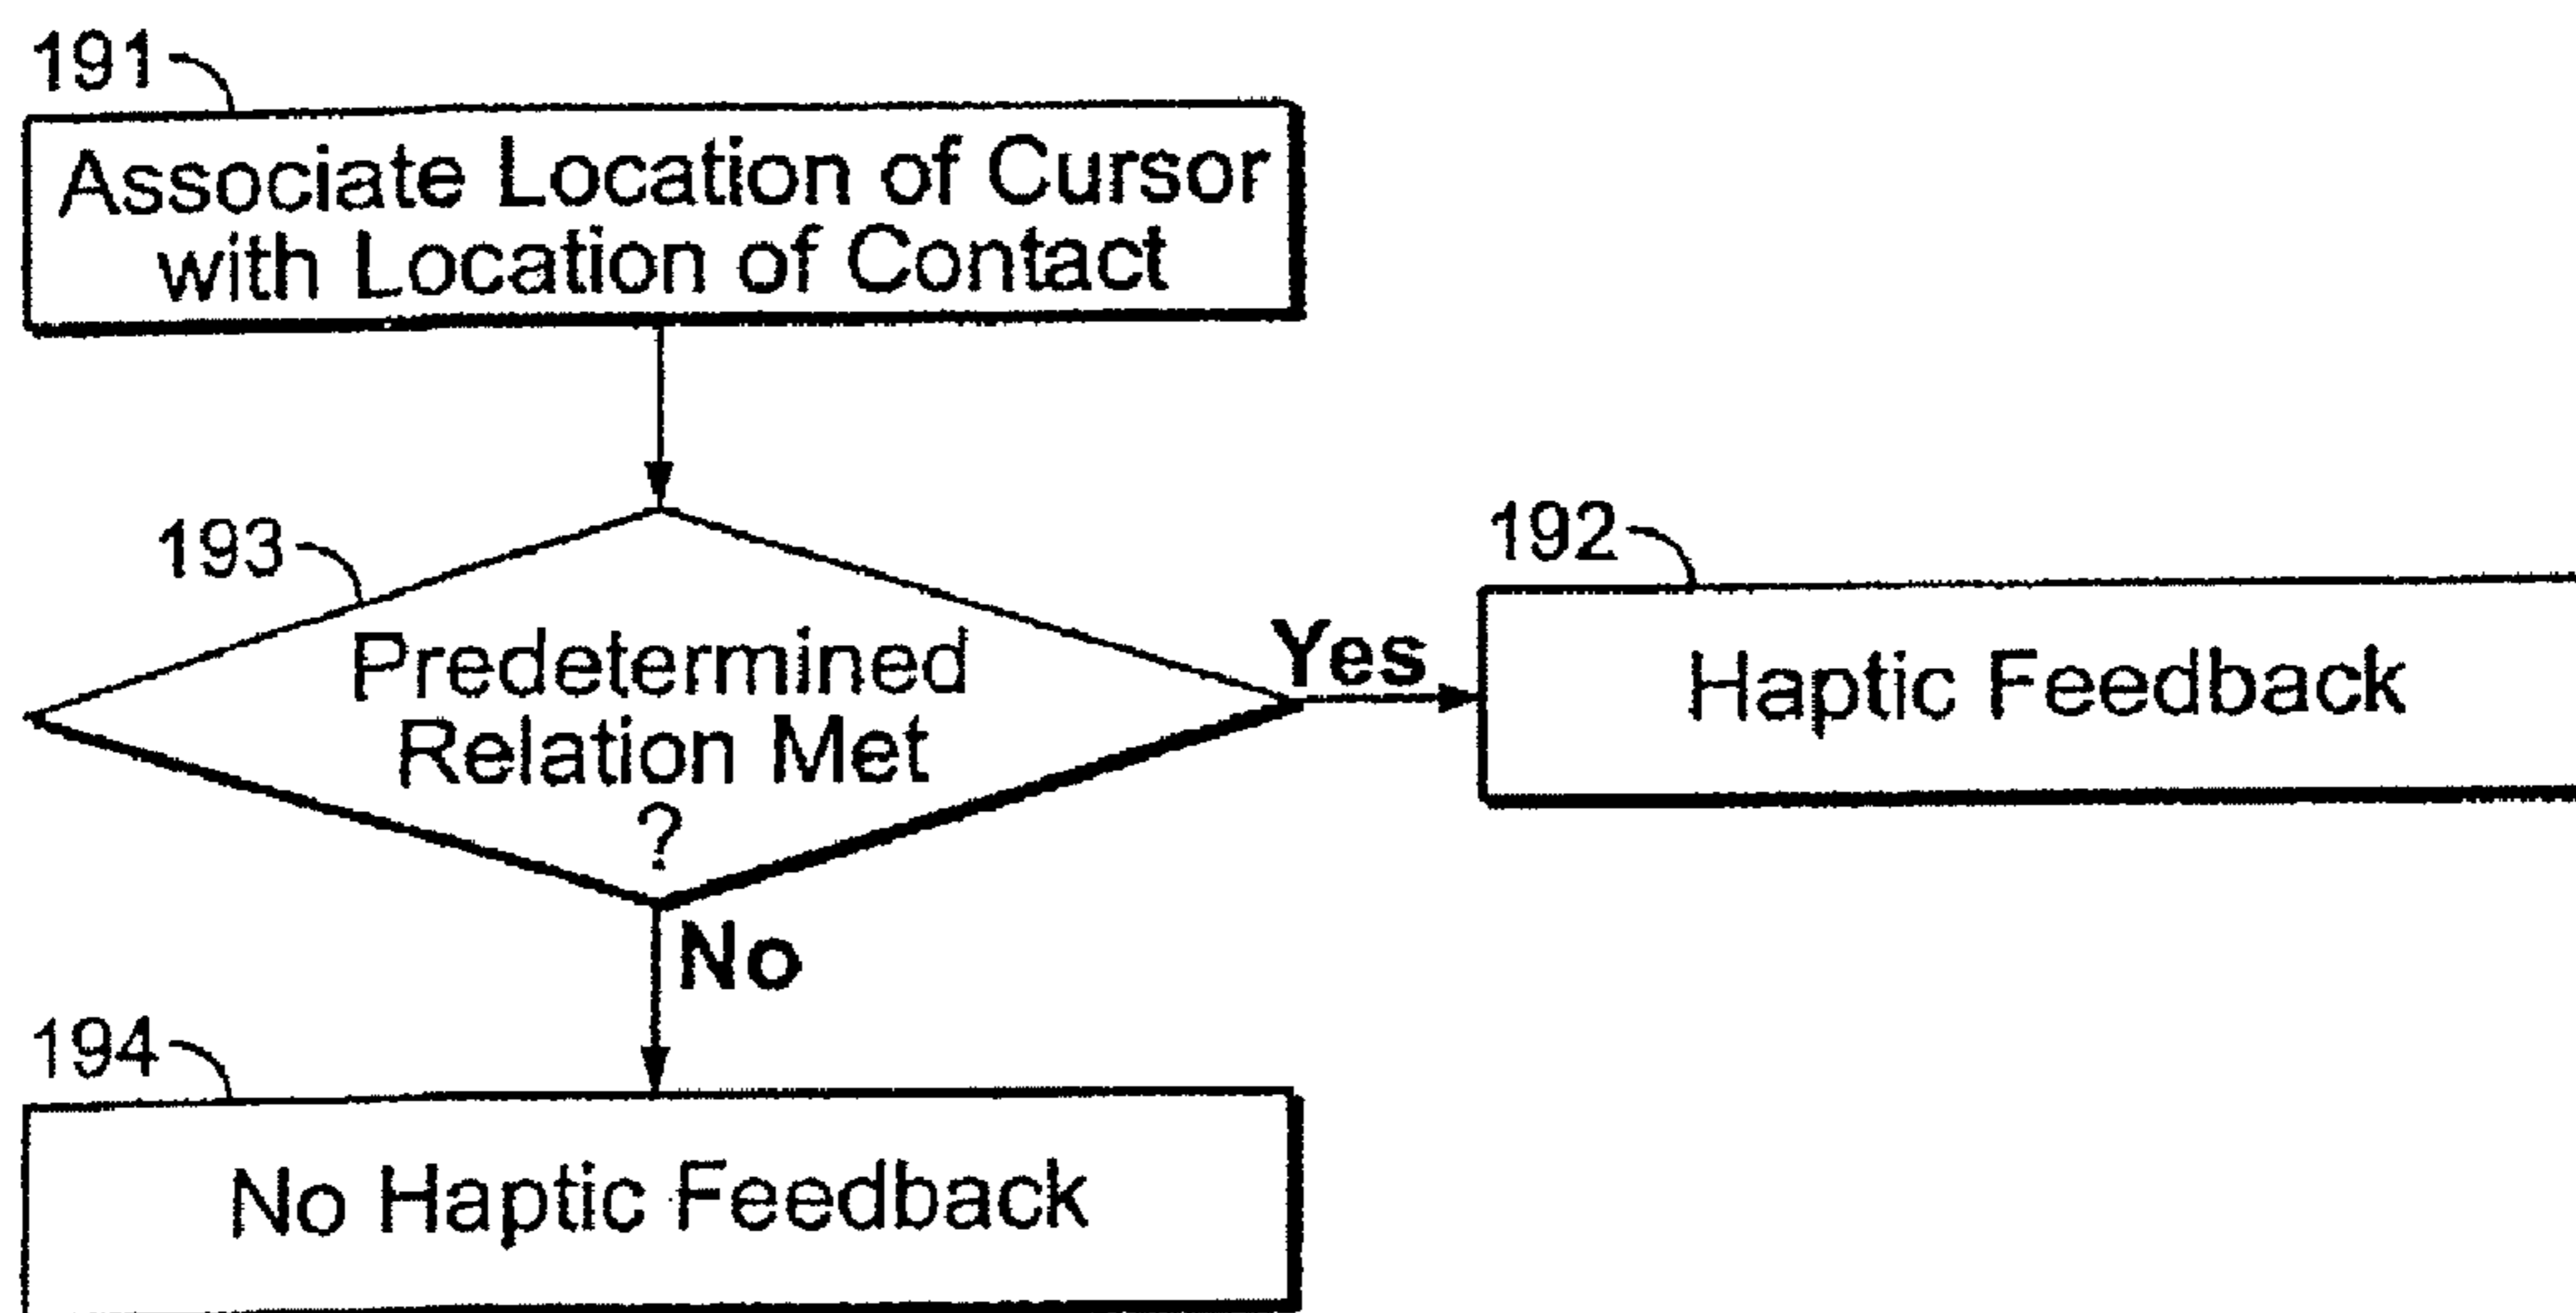 191
Associate Location of Cursor
with Location of Contact
193
Predetermined
Relation Met
?
Yes
192
Haptic Feedback
No
194
No Haptic Feedback